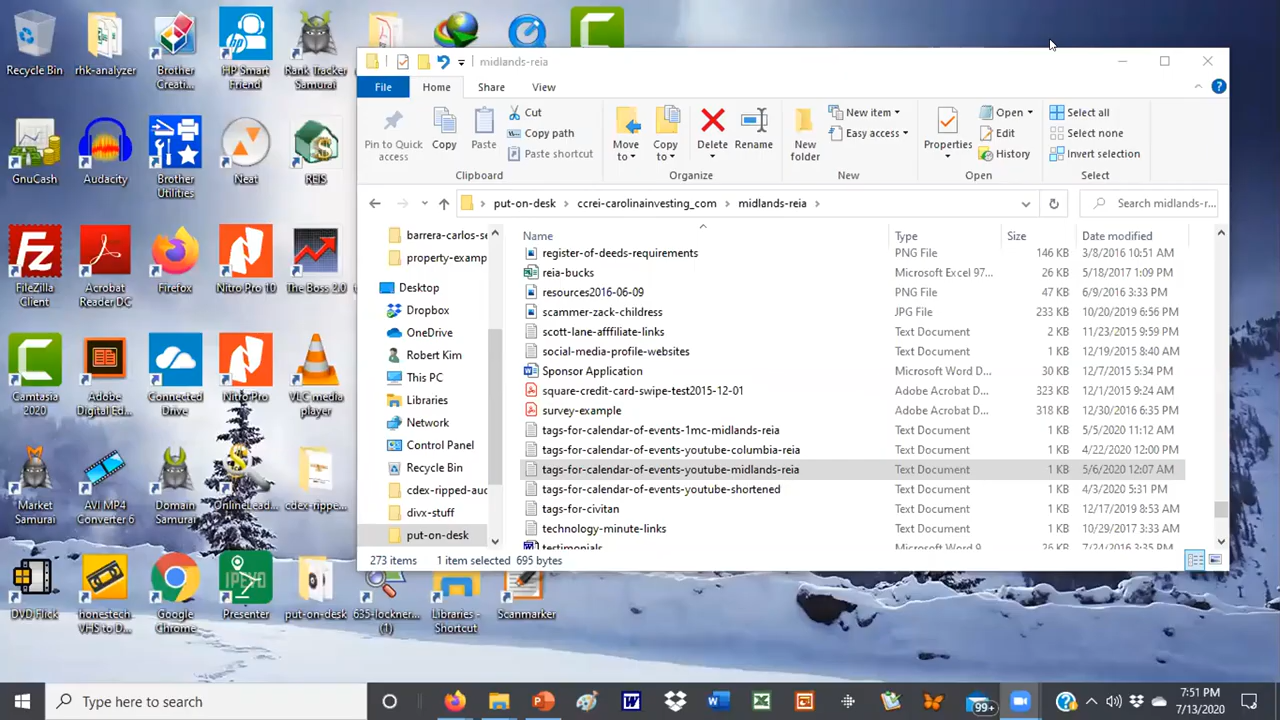 Recycle Bin
rhk-analyzer
Brother
Creati...
HP Smart
Friend
Rank Tracker
Samurai
GnuCash
Audacity
Brother
Utilities
Neat
REIS
FileZilla
Client
Acrobat
Reader DC
Firefox
Nitro Pro 10
The Boss 2.0
Camtasia
2020
Adobe
Digital Ed...
Connected
Drive
Nitro Pro
VLC media
player
Market
Samurai
AVI MP4
Converter 6
Domain
Samurai
OnlineLead...
cdex-rippe...
DVD Flick
honestech
VHS to D...
Google
Chrome
Presenter
put-on-desk
635-lockner...
(1)
Libraries -
Shortcut
Scanmarker
midlands-reia
File
Home
Share
View
Pin to Quick
access
Copy
Paste
Cut
Copy path
Paste shortcut
Clipboard
Move
to
Copy
to
Delete
Rename
Organize
New
folder
New item
Easy access
New
Properties
Open
Edit
History
Open
Select all
Select none
Invert selection
Select
put-on-desk > ccrei-carolinainvesting_com > midlands-reia >
Search midlands-r...
barrera-carlos-se
property-examp
Desktop
Dropbox
OneDrive
Robert Kim
This PC
Libraries
Network
Control Panel
Recycle Bin
cdex-ripped-aud
divx-stuff
put-on-desk
Name Type Size Date modified
register-of-deeds-requirements PNG File 146 KB 3/8/2016 10:51 AM
reia-bucks Microsoft Excel 97... 26 KB 5/18/2017 1:09 PM
resources2016-06-09 PNG File 47 KB 6/9/2016 3:33 PM
scammer-zack-childress JPG File 233 KB 10/20/2019 6:56 PM
scott-lane-afffiliate-links Text Document 2 KB 11/23/2015 9:59 PM
social-media-profile-websites Text Document 1 KB 12/19/2015 8:40 AM
Sponsor Application Microsoft Word D... 30 KB 12/7/2015 5:34 PM
square-credit-card-swipe-test2015-12-01 Adobe Acrobat D... 323 KB 12/1/2015 9:24 AM
survey-example Adobe Acrobat D... 318 KB 12/30/2016 6:35 PM
tags-for-calendar-of-events-1mc-midlands-reia Text Document 1 KB 5/5/2020 11:12 AM
tags-for-calendar-of-events-youtube-columbia-reia Text Document 1 KB 4/22/2020 12:00 PM
tags-for-calendar-of-events-youtube-midlands-reia Text Document 1 KB 5/6/2020 12:07 AM
tags-for-calendar-of-events-youtube-shortened Text Document 1 KB 4/3/2020 5:31 PM
tags-for-civitan Text Document 1 KB 12/17/2019 8:53 AM
technology-minute-links Text Document 1 KB 10/29/2017 3:33 AM
testimonials Microsoft Word 9... 26 KB 7/24/2016 3:35 PM
273 items 1 item selected 695 bytes
Type here to search
99+
7:51 PM
7/13/2020